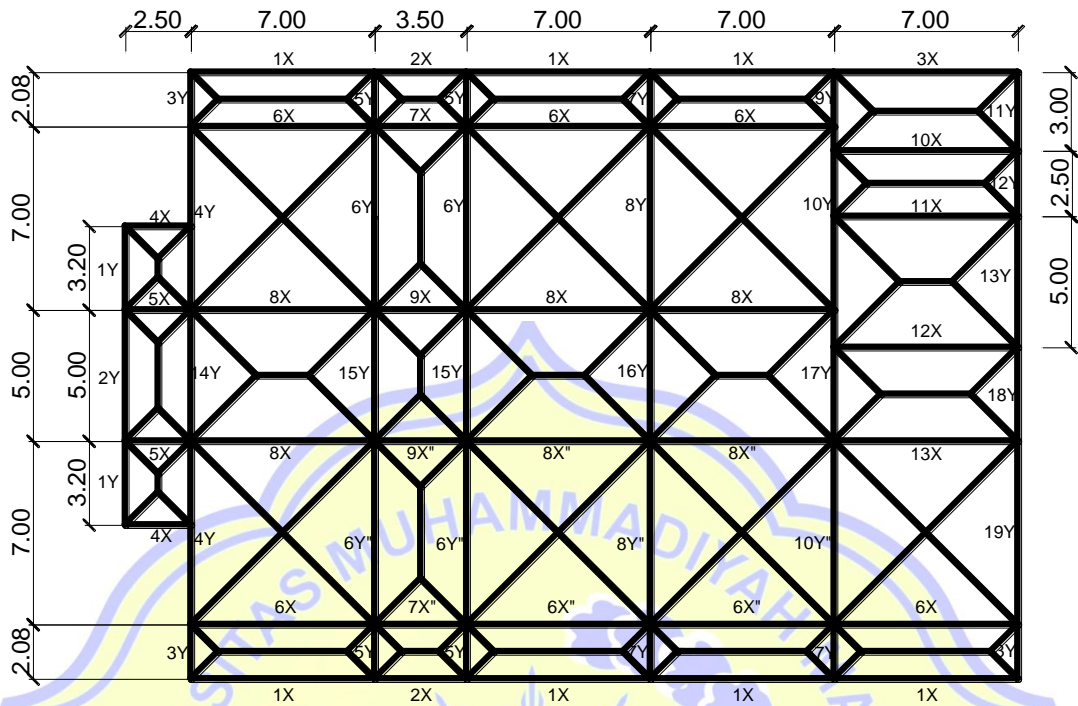 2.50 7.00 3.50 7.00 7.00 7.00
1X 2X 1X 1X 3X
2.08 3Y 5Y 5Y 7Y 9Y 11Y 3.00
6X 7X 6X 6X 10X
12Y 2.50
7.00 4X 4Y 6Y 6Y 8Y 10Y 11X
3.20 1Y 13Y 5.00
5X 8X 9X 8X 8X
12X
5.00 5.00 2Y 14Y 15Y 15Y 16Y 17Y 18Y
5X 8X 9X" 8X" 8X" 13X
3.20 1Y
7.00 4X 4Y 6Y" 6Y" 8Y" 10Y" 19Y
6X 7X" 6X" 6X" 6X
2.08 3Y 5Y 5Y 7Y 7Y 3Y
1X 2X 1X 1X 1X
SITAS MUHAMMADIYAH MA